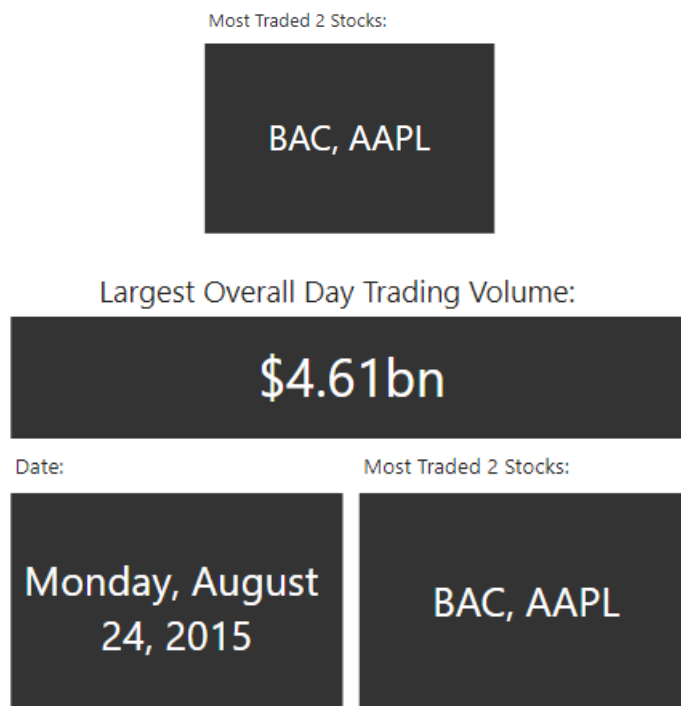 Most Traded 2 Stocks:
BAC, AAPL
Largest Overall Day Trading Volume:
$4.61bn
Date:
Most Traded 2 Stocks:
Monday, August
24, 2015
BAC, AAPL